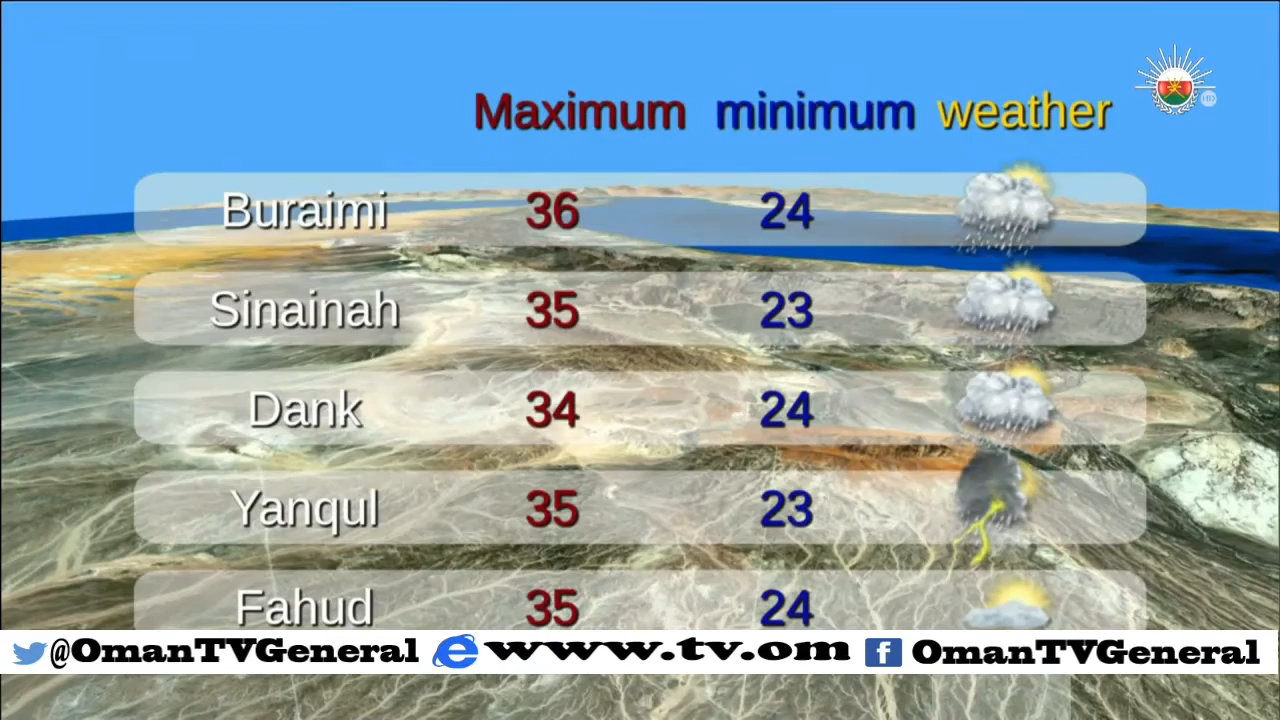 Maximum minimum weather
HD
Buraimi 36 24
Sinainah 35 23
Dank 34 24
Yanqul 35 23
Fahud 35 24
@OmanTVGeneral www.tv.om OmanTVGeneral